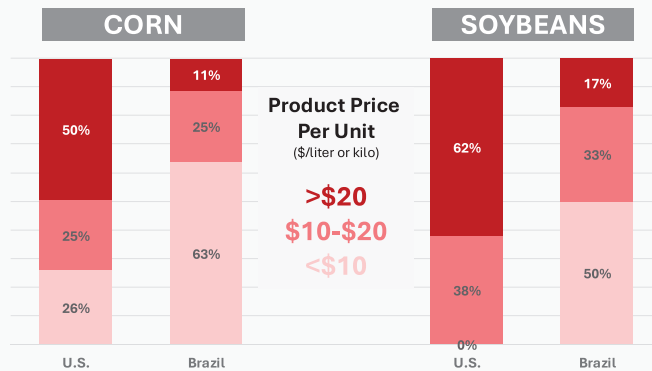 CORN
SOYBEANS
50%
25%
26%
U.S.
11%
25%
63%
Brazil
Product Price
Per Unit
($/liter or kilo)
>$20
$10-$20
<$10
62%
38%
0%
U.S.
17%
33%
50%
Brazil